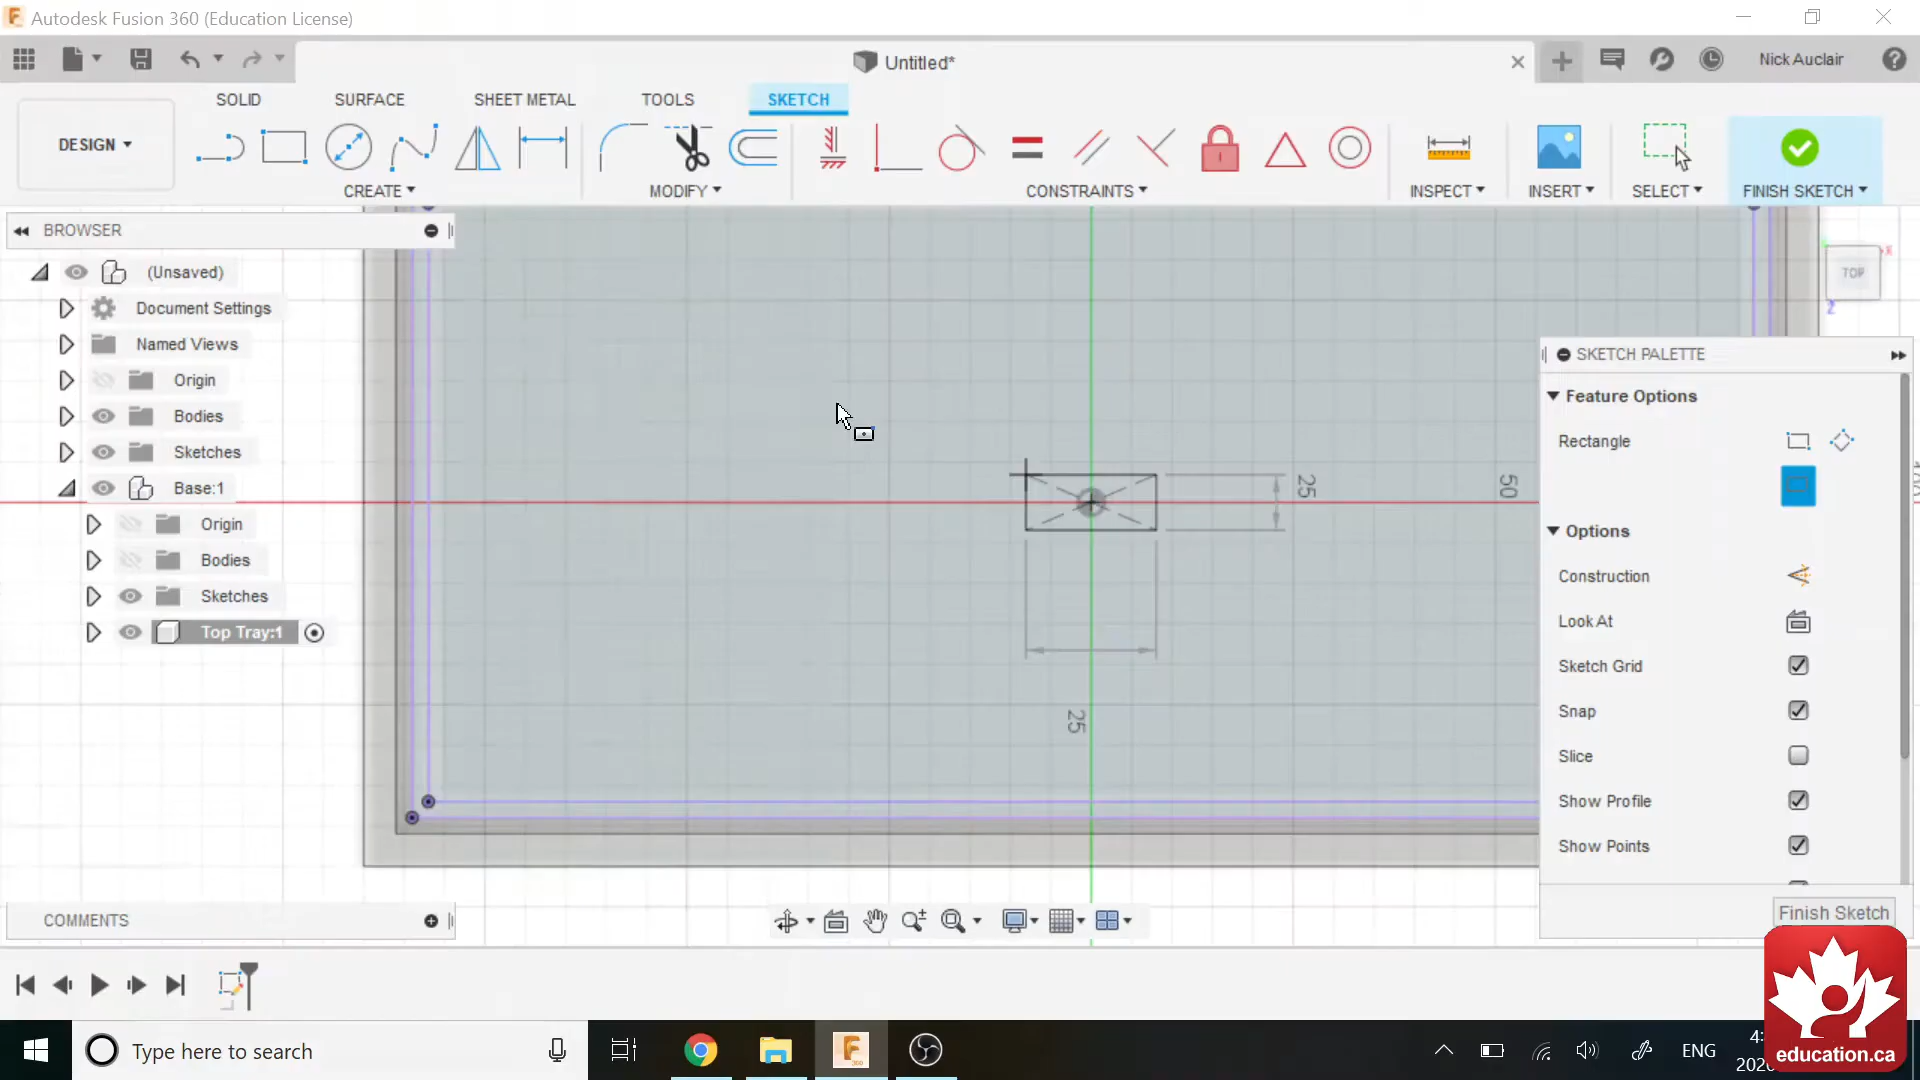 Autodesk Fusion 360 (Education License)
Untitled*
Nick Auclair
SOLID
SURFACE
SHEET METAL
TOOLS
SKETCH
DESIGN
CREATE
MODIFY
CONSTRAINTS
INSPECT
INSERT
SELECT
FINISH SKETCH
BROWSER
(Unsaved)
Document Settings
Named Views
Origin
Bodies
Sketches
Base:1
Origin
Bodies
Sketches
Top Tray:1
COMMENTS
25
50
25
TOP
X
Z
SKETCH PALETTE
Feature Options
Rectangle
Options
Construction
Look At
Sketch Grid
Snap
Slice
Show Profile
Show Points
Finish Sketch
Type here to search
ENG
education.ca